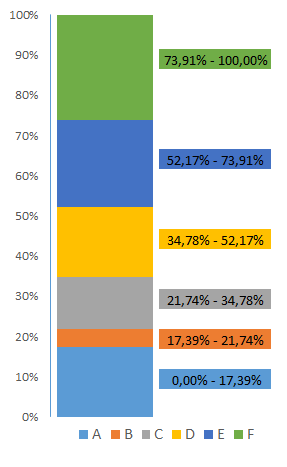 100%
90%
80%
70%
60%
50%
40%
30%
20%
10%
0%
73,91% - 100,00%
52,17% - 73,91%
34,78% - 52,17%
21,74% - 34,78%
17,39% - 21,74%
0,00% - 17,39%
A B C D E F